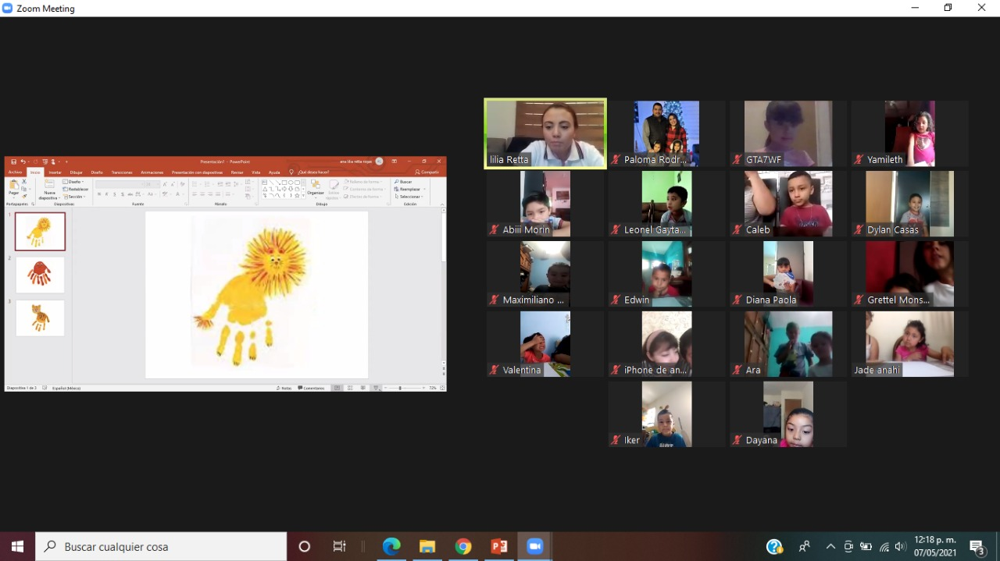 Zoom Meeting
Presentación1 - PowerPoint
ana lilia retta rojas
Archivo Inicio Insertar Dibujar Diseño Transiciones Animaciones Presentación con diapositivas Revisar Vista Ayuda ¿Qué desea hacer? Compartir
Pegar
Nueva diapositiva
Diseño
Restablecer
Sección
Organizar
Estilos rápidos
Relleno de forma
Contorno de forma
Efectos de forma
Buscar
Reemplazar
Seleccionar
Portapapeles Diapositivas Fuente Párrafo Dibujo Edición
1
2
3
Diapositiva 1 de 3 Español (México) Notas Comentarios 72%
lilia Retta
Paloma Rodr...
GTA7WF
Yamileth
Abiii Morin
Leonel Gayta...
Caleb
Dylan Casas
Maximiliano ...
Edwin
Diana Paola
Grettel Mons...
Valentina
iPhone de an...
Ara
Jade anahi
Iker
Dayana
Buscar cualquier cosa
12:18 p. m.
07/05/2021
3